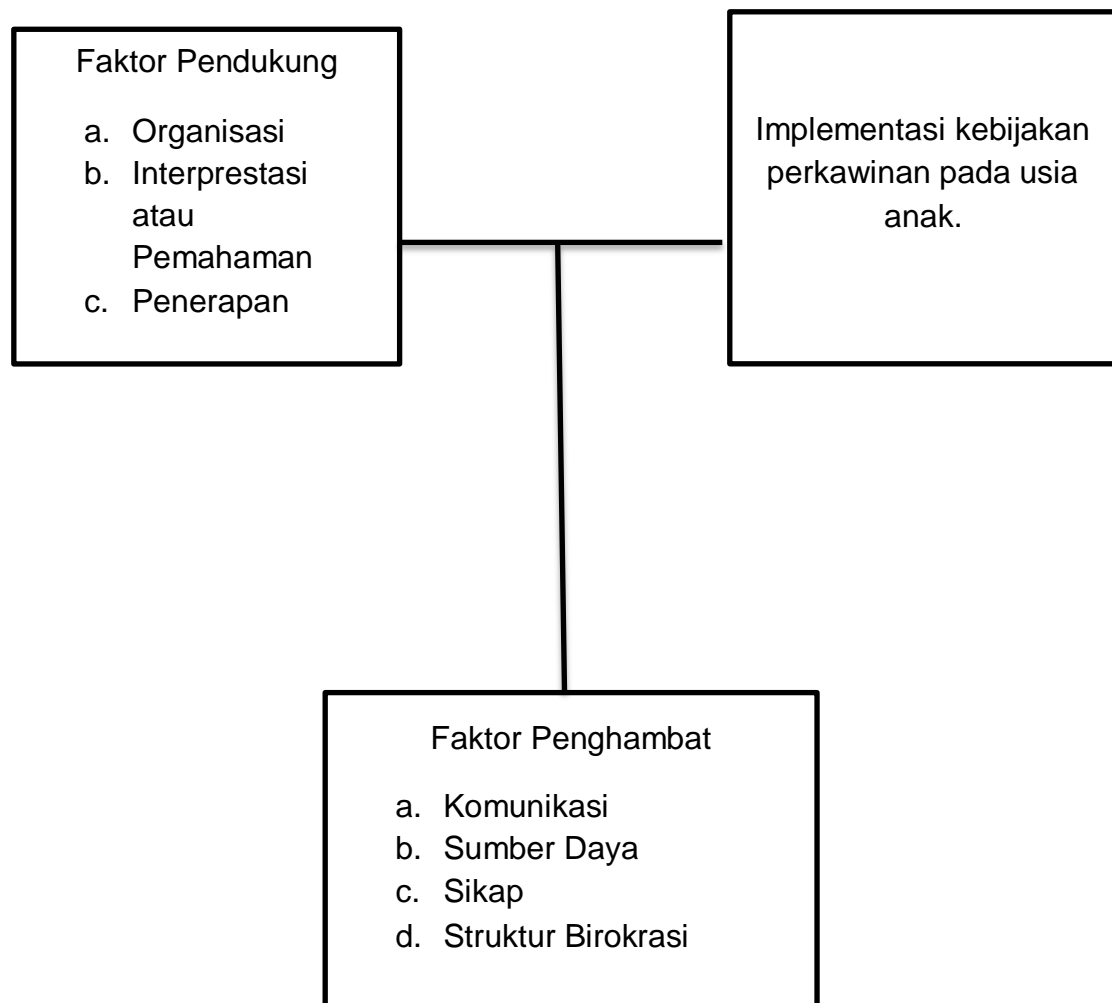 Faktor Pendukung
a. Organisasi
b. Interprestasi
atau
Pemahaman
c. Penerapan
Implementasi kebijakan
perkawinan pada usia
anak.
Faktor Penghambat
a. Komunikasi
b. Sumber Daya
c. Sikap
d. Struktur Birokrasi